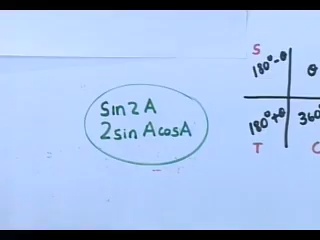 sin2A
2sinAcosA
S
180°-θ
θ
180°+θ
360°
T
C